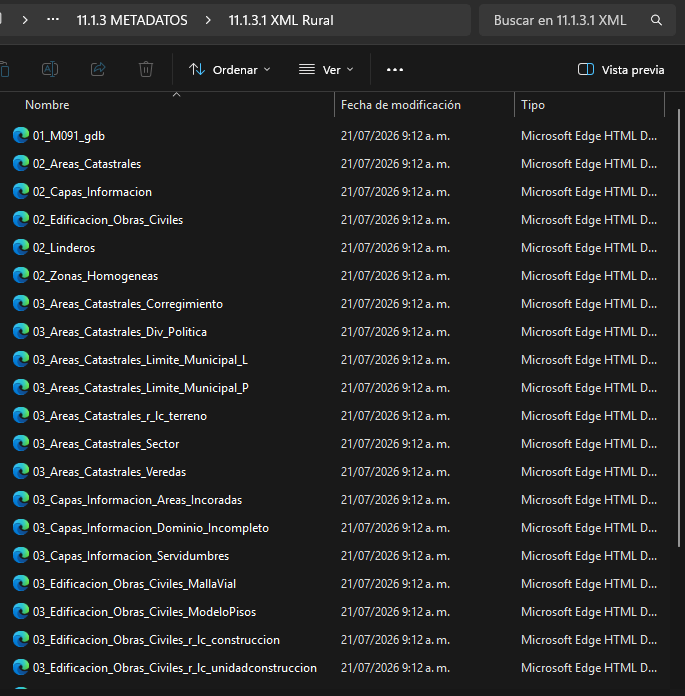 11.1.3 METADATOS > 11.1.3.1 XML Rural Buscar en 11.1.3.1 XML
Ordenar Ver Vista previa
Nombre Fecha de modificación Tipo
01_M091_gdb 21/07/2026 9:12 a. m. Microsoft Edge HTML D...
02_Areas_Catastrales 21/07/2026 9:12 a. m. Microsoft Edge HTML D...
02_Capas_Informacion 21/07/2026 9:12 a. m. Microsoft Edge HTML D...
02_Edificacion_Obras_Civiles 21/07/2026 9:12 a. m. Microsoft Edge HTML D...
02_Linderos 21/07/2026 9:12 a. m. Microsoft Edge HTML D...
02_Zonas_Homogeneas 21/07/2026 9:12 a. m. Microsoft Edge HTML D...
03_Areas_Catastrales_Corregimiento 21/07/2026 9:12 a. m. Microsoft Edge HTML D...
03_Areas_Catastrales_Div_Politica 21/07/2026 9:12 a. m. Microsoft Edge HTML D...
03_Areas_Catastrales_Limite_Municipal_L 21/07/2026 9:12 a. m. Microsoft Edge HTML D...
03_Areas_Catastrales_Limite_Municipal_P 21/07/2026 9:12 a. m. Microsoft Edge HTML D...
03_Areas_Catastrales_r_lc_terreno 21/07/2026 9:12 a. m. Microsoft Edge HTML D...
03_Areas_Catastrales_Sector 21/07/2026 9:12 a. m. Microsoft Edge HTML D...
03_Areas_Catastrales_Veredas 21/07/2026 9:12 a. m. Microsoft Edge HTML D...
03_Capas_Informacion_Areas_Incoradas 21/07/2026 9:12 a. m. Microsoft Edge HTML D...
03_Capas_Informacion_Dominio_Incompleto 21/07/2026 9:12 a. m. Microsoft Edge HTML D...
03_Capas_Informacion_Servidumbres 21/07/2026 9:12 a. m. Microsoft Edge HTML D...
03_Edificacion_Obras_Civiles_MallaVial 21/07/2026 9:12 a. m. Microsoft Edge HTML D...
03_Edificacion_Obras_Civiles_ModeloPisos 21/07/2026 9:12 a. m. Microsoft Edge HTML D...
03_Edificacion_Obras_Civiles_r_lc_construccion 21/07/2026 9:12 a. m. Microsoft Edge HTML D...
03_Edificacion_Obras_Civiles_r_lc_unidadconstruccion 21/07/2026 9:12 a. m. Microsoft Edge HTML D...